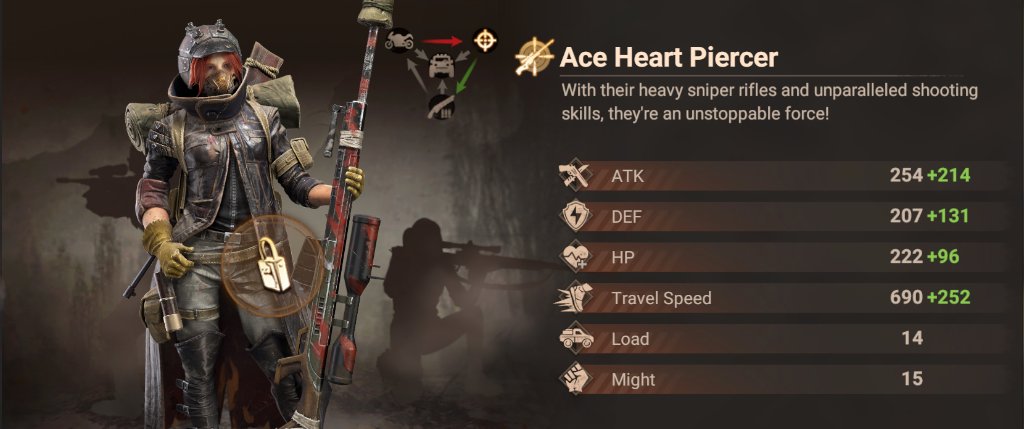 Ace Heart Piercer
With their heavy sniper rifles and unparalleled shooting
skills, they're an unstoppable force!
ATK 254 +214
DEF 207 +131
HP 222 +96
Travel Speed 690 +252
Load 14
Might 15